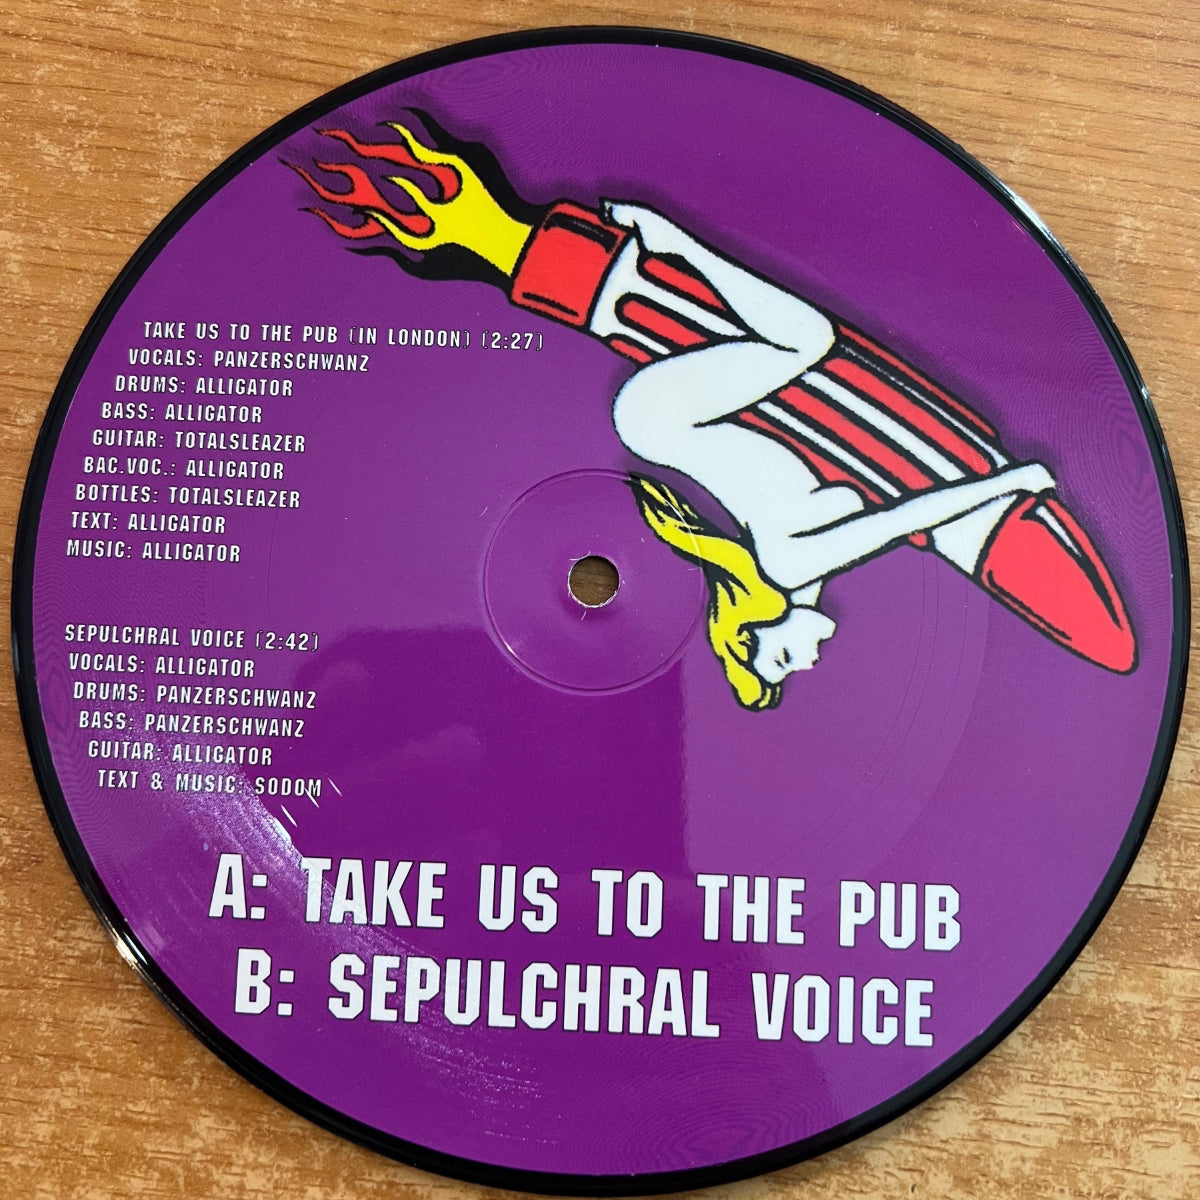 TAKE US TO THE PUB (IN LONDON) (2:27)
VOCALS: PANZERSCHWANZ
DRUMS: ALLIGATOR
BASS: ALLIGATOR
GUITAR: TOTALSLEAZER
BAC.VOC.: ALLIGATOR
BOTTLES: TOTALSLEAZER
TEXT: ALLIGATOR
MUSIC: ALLIGATOR
SEPULCHRAL VOICE (2:42)
VOCALS: ALLIGATOR
DRUMS: PANZERSCHWANZ
BASS: PANZERSCHWANZ
GUITAR: ALLIGATOR
TEXT & MUSIC: SODOM
A: TAKE US TO THE PUB
B: SEPULCHRAL VOICE